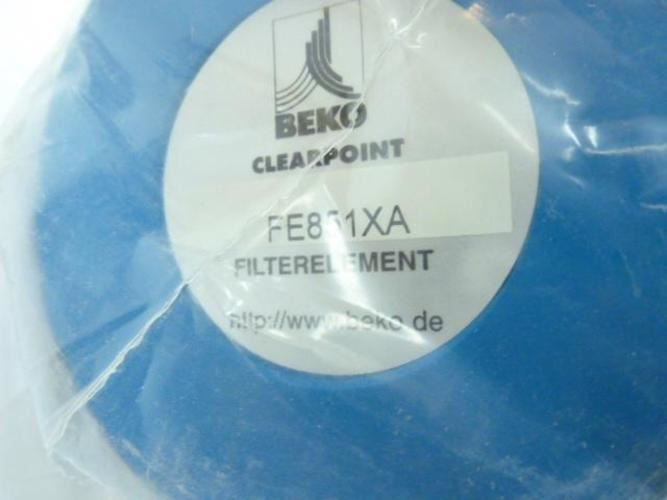 BEKO
CLEARPOINT
FE851XA
FILTERELEMENT
http://www.beko.de